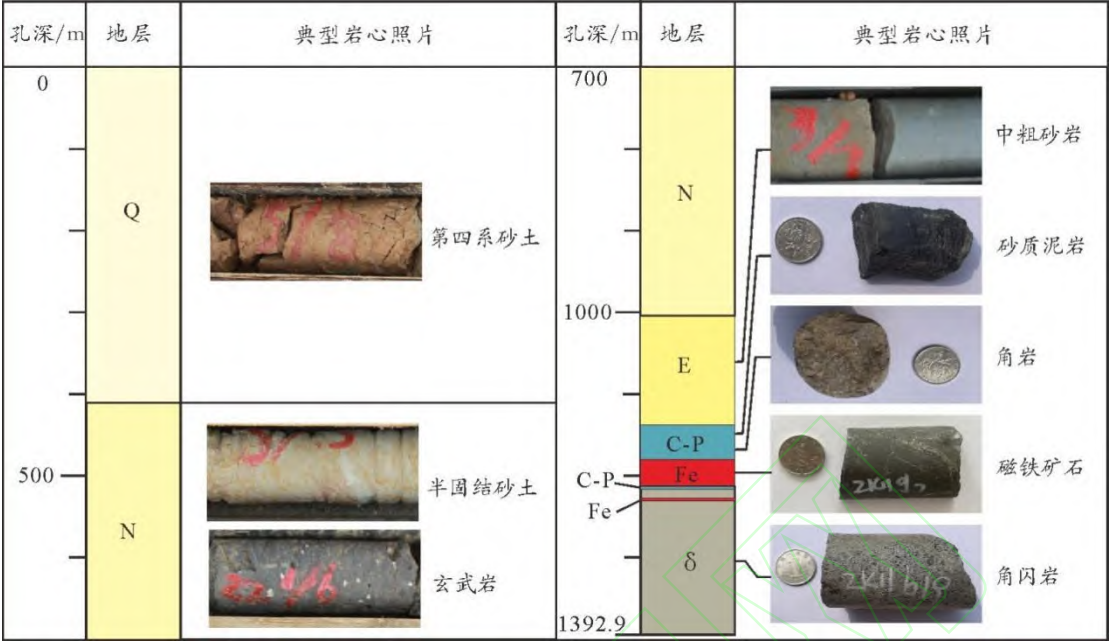 孔深/m 地层 典型岩心照片
0
Q
第四系砂土
500
N
半固结砂土
玄武岩
孔深/m 地层 典型岩心照片
700
N
中粗砂岩
砂质泥岩
1000
E
角岩
C-P
Fe
磁铁矿石
C-P
Fe
δ
角闪岩
1392.9